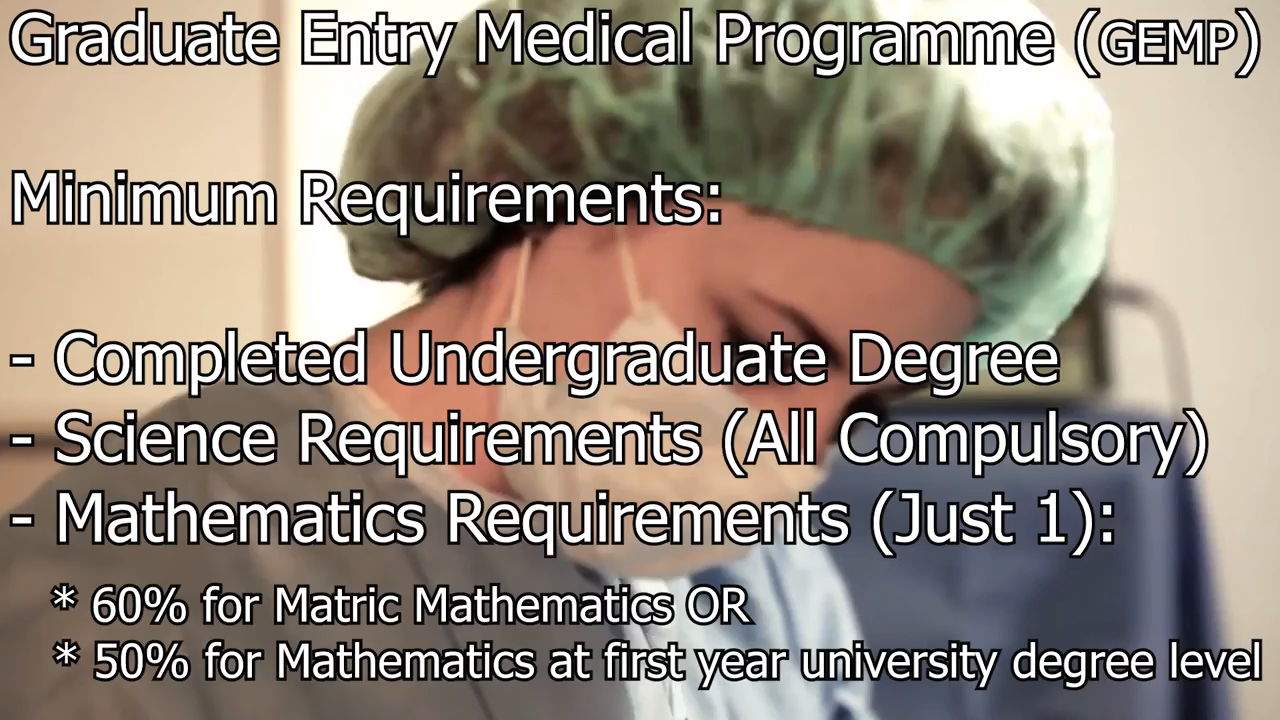 Graduate Entry Medical Programme (GEMP)
Minimum Requirements:
- Completed Undergraduate Degree
- Science Requirements (All Compulsory)
- Mathematics Requirements (Just 1):
* 60% for Matric Mathematics OR
* 50% for Mathematics at first year university degree level